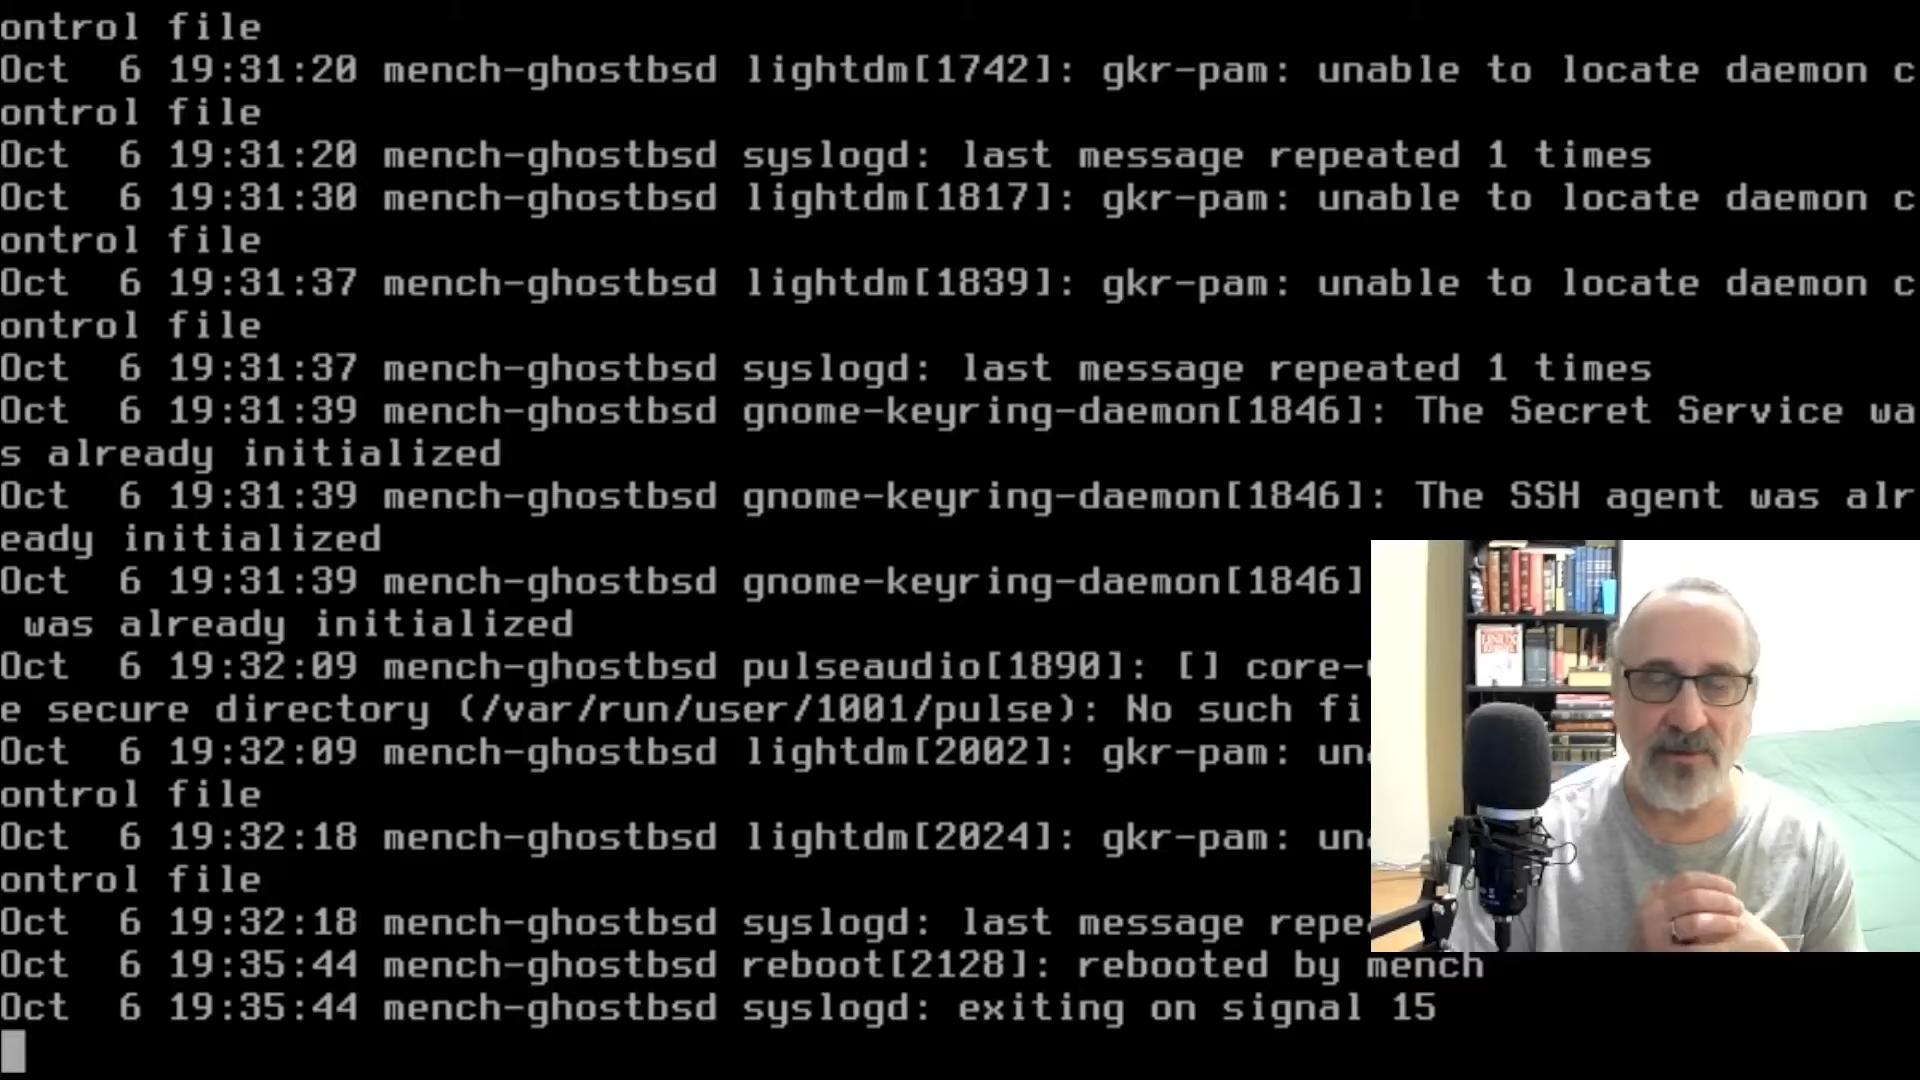 ontrol file
Oct  6 19:31:20 mench-ghostbsd lightdm[1742]: gkr-pam: unable to locate daemon c
ontrol file
Oct  6 19:31:20 mench-ghostbsd syslogd: last message repeated 1 times
Oct  6 19:31:30 mench-ghostbsd lightdm[1817]: gkr-pam: unable to locate daemon c
ontrol file
Oct  6 19:31:37 mench-ghostbsd lightdm[1839]: gkr-pam: unable to locate daemon c
ontrol file
Oct  6 19:31:37 mench-ghostbsd syslogd: last message repeated 1 times
Oct  6 19:31:39 mench-ghostbsd gnome-keyring-daemon[1846]: The Secret Service wa
s already initialized
Oct  6 19:31:39 mench-ghostbsd gnome-keyring-daemon[1846]: The SSH agent was alr
eady initialized
Oct  6 19:31:39 mench-ghostbsd gnome-keyring-daemon[1846]
 was already initialized
Oct  6 19:32:09 mench-ghostbsd pulseaudio[1890]: [] core-
e secure directory (/var/run/user/1001/pulse): No such fi
Oct  6 19:32:09 mench-ghostbsd lightdm[2002]: gkr-pam: una
ontrol file
Oct  6 19:32:18 mench-ghostbsd lightdm[2024]: gkr-pam: una
ontrol file
Oct  6 19:32:18 mench-ghostbsd syslogd: last message repe
Oct  6 19:35:44 mench-ghostbsd reboot[2128]: rebooted by mench
Oct  6 19:35:44 mench-ghostbsd syslogd: exiting on signal 15